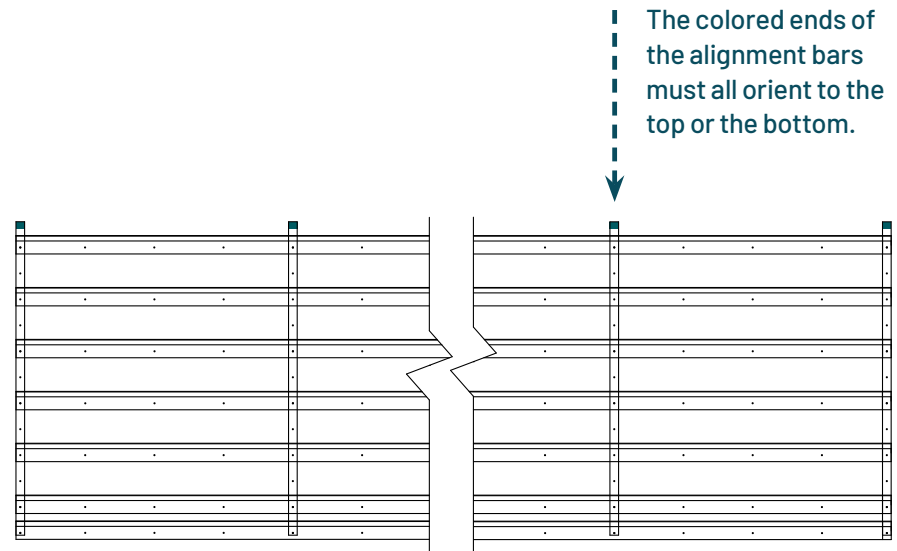 The colored ends of
the alignment bars
must all orient to the
top or the bottom.